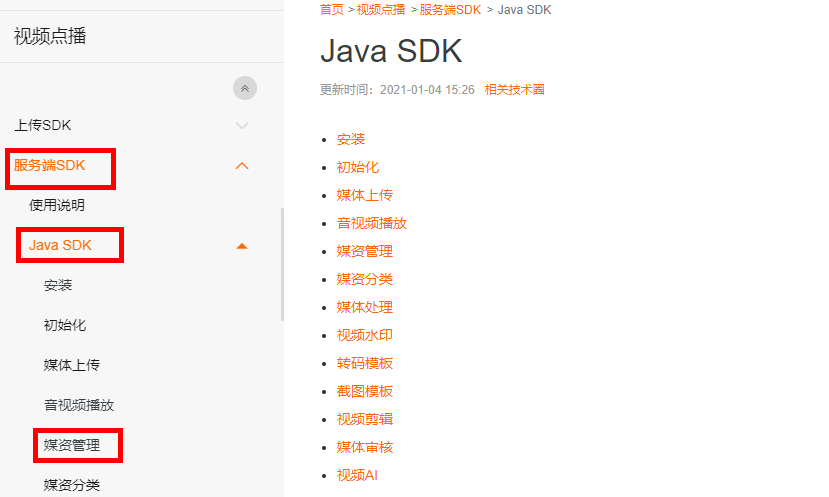 视频点播
上传SDK
服务端SDK
使用说明
Java SDK
安装
初始化
媒体上传
音视频播放
媒资管理
媒资分类
首页 > 视频点播 > 服务端SDK > Java SDK
Java SDK
更新时间：2021-01-04 15:26 相关技术圈
安装
初始化
媒体上传
音视频播放
媒资管理
媒资分类
媒体处理
视频水印
转码模板
截图模板
视频剪辑
媒体审核
视频AI